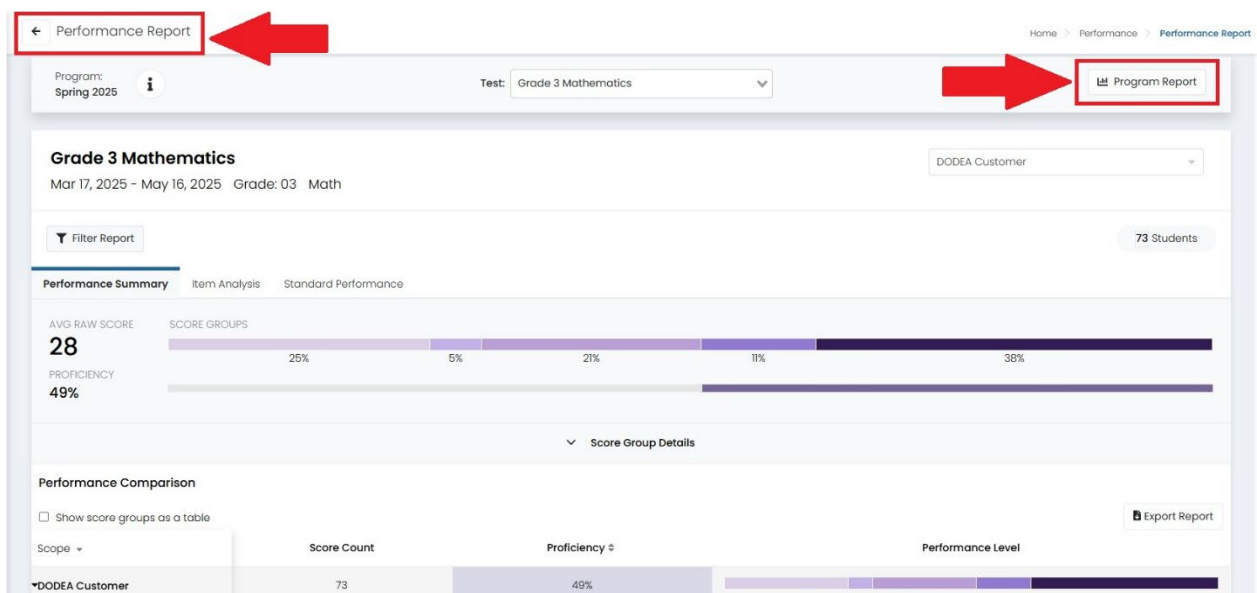 ← Performance Report
Home > Performance > Performance Report
Program:
Spring 2025
i
Test: Grade 3 Mathematics
Program Report
Grade 3 Mathematics
DODEA Customer
Mar 17, 2025 - May 16, 2025 Grade: 03 Math
Filter Report
73 Students
Performance Summary Item Analysis Standard Performance
AVG RAW SCORE SCORE GROUPS
28
25% 5% 21% 11% 38%
PROFICIENCY
49%
Score Group Details
Performance Comparison
Show score groups as a table
Export Report
Scope Score Count Proficiency Performance Level
DODEA Customer 73 49%